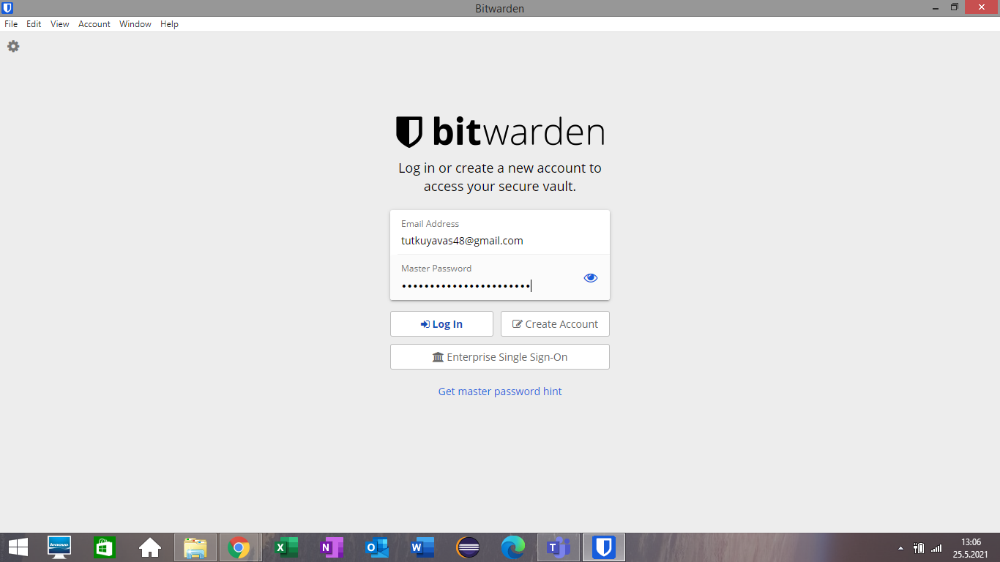 Bitwarden
File Edit View Account Window Help
bitwarden
Log in or create a new account to
access your secure vault.
Email Address
tutkuyavas48@gmail.com
Master Password
•••••••••••••••••••••••
Log In
Create Account
Enterprise Single Sign-On
Get master password hint
lenovo
13:06
25.5.2021